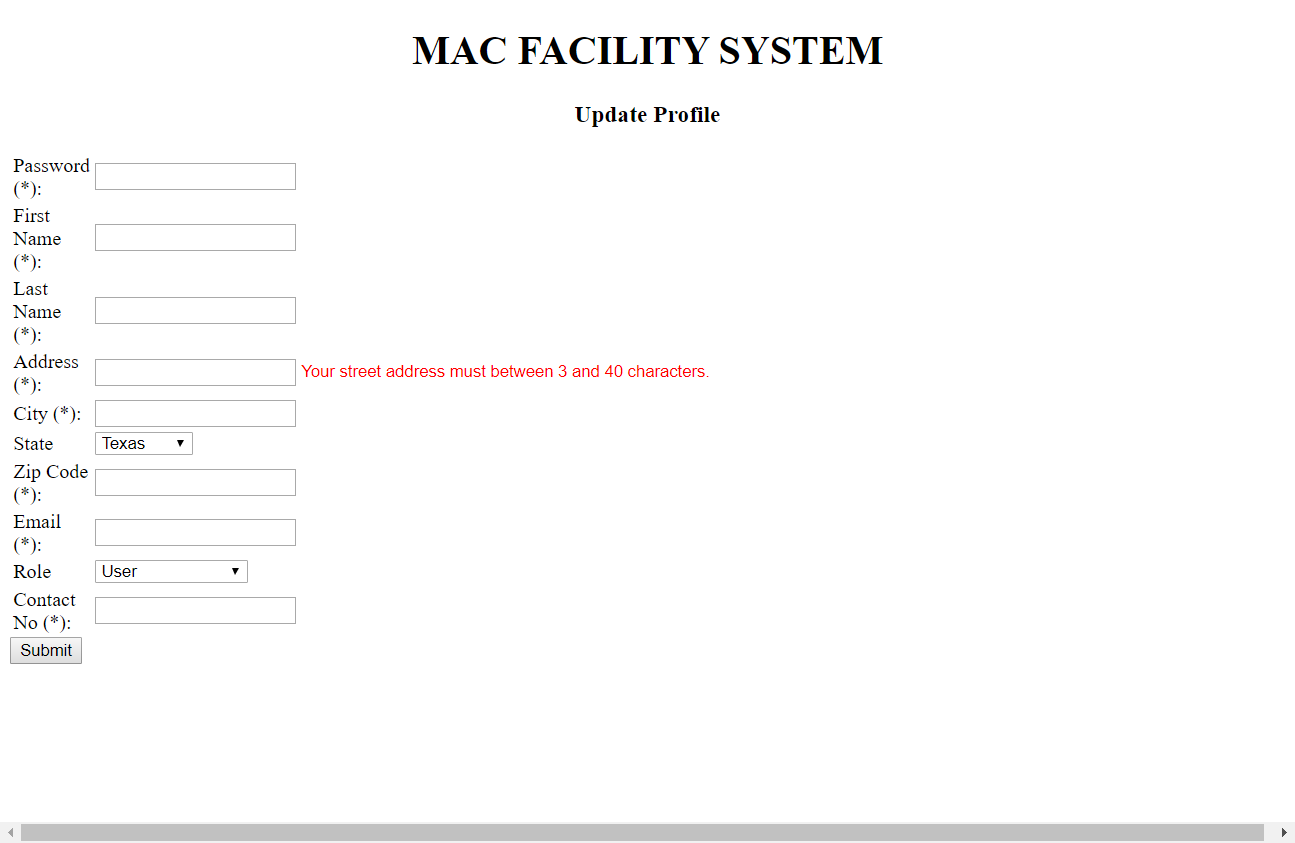 MAC FACILITY SYSTEM
Update Profile
Password
(*):
First
Name
(*):
Last
Name
(*):
Address
(*):
Your street address must between 3 and 40 characters.
City (*):
State
Texas
Zip Code
(*):
Email
(*):
Role
User
Contact
No (*):
Submit